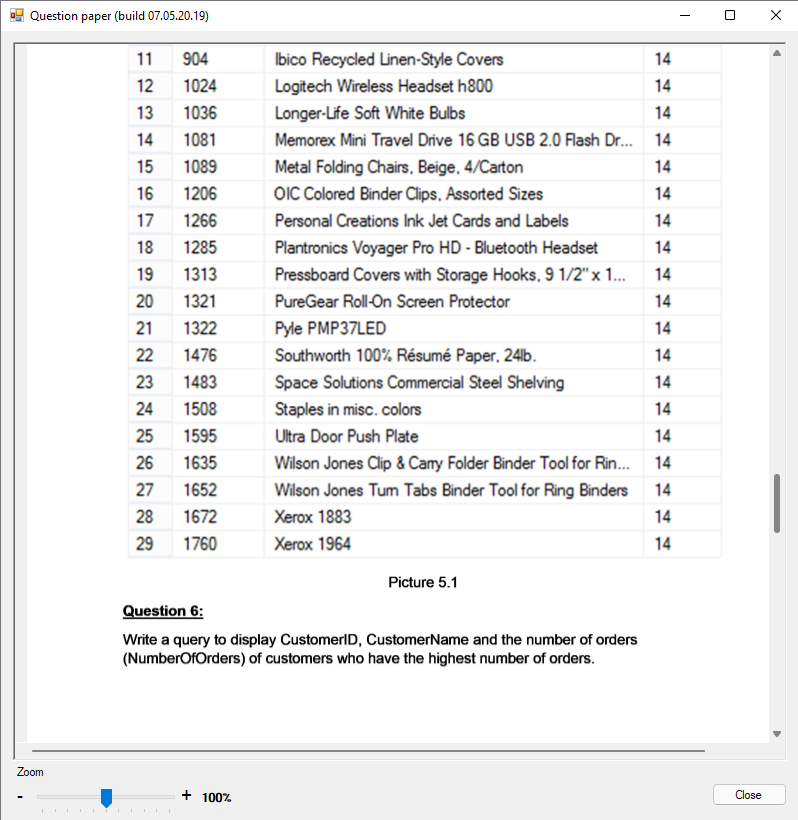 Question paper (build 07.05.20.19)
11 904 Ibico Recycled Linen-Style Covers 14
12 1024 Logitech Wireless Headset h800 14
13 1036 Longer-Life Soft White Bulbs 14
14 1081 Memorex Mini Travel Drive 16 GB USB 2.0 Flash Dr... 14
15 1089 Metal Folding Chairs, Beige, 4/Carton 14
16 1206 OIC Colored Binder Clips, Assorted Sizes 14
17 1266 Personal Creations Ink Jet Cards and Labels 14
18 1285 Plantronics Voyager Pro HD - Bluetooth Headset 14
19 1313 Pressboard Covers with Storage Hooks, 9 1/2" x 1... 14
20 1321 PureGear Roll-On Screen Protector 14
21 1322 Pyle PMP37LED 14
22 1476 Southworth 100% Résumé Paper, 24lb. 14
23 1483 Space Solutions Commercial Steel Shelving 14
24 1508 Staples in misc. colors 14
25 1595 Ultra Door Push Plate 14
26 1635 Wilson Jones Clip & Carry Folder Binder Tool for Rin... 14
27 1652 Wilson Jones Turn Tabs Binder Tool for Ring Binders 14
28 1672 Xerox 1883 14
29 1760 Xerox 1964 14
Picture 5.1
Question 6:
Write a query to display CustomerID, CustomerName and the number of orders
(NumberOfOrders) of customers who have the highest number of orders.
Zoom
- + 100%
Close